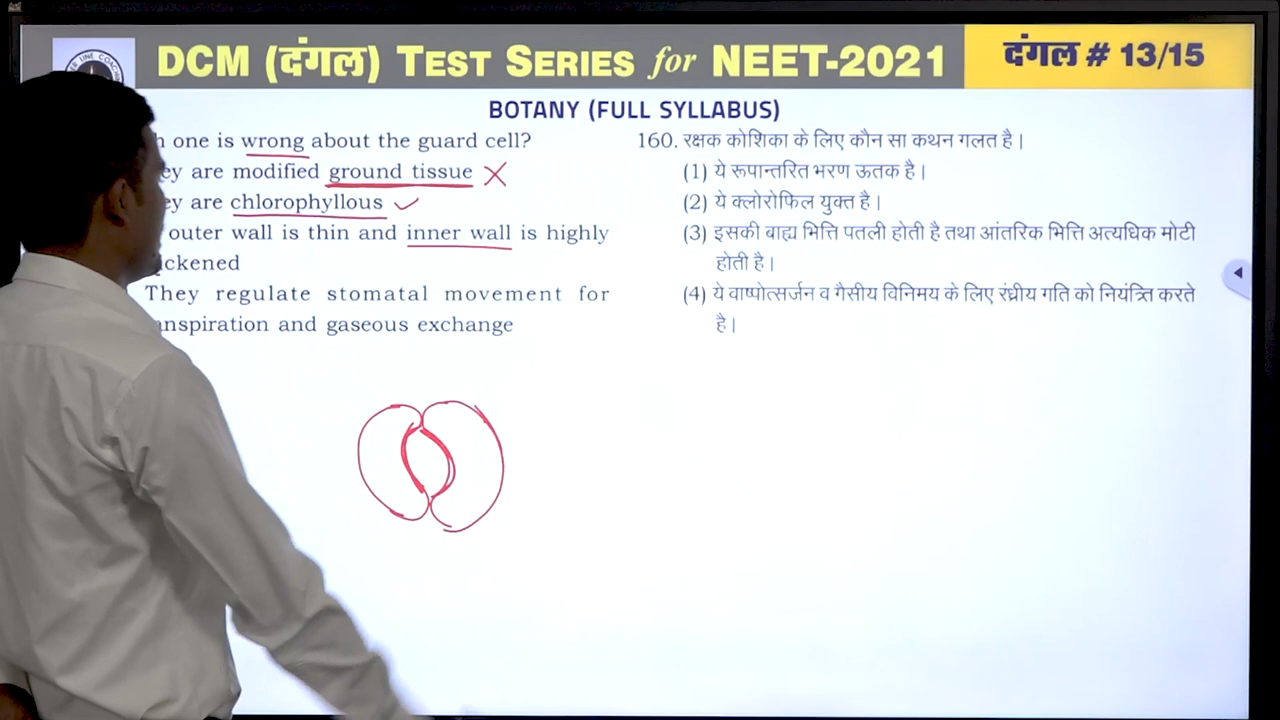 DCM (दंगल) TEST SERIES for NEET-2021
दंगल # 13/15
BOTANY (FULL SYLLABUS)
one is wrong about the guard cell?
are modified ground tissue
are chlorophyllous
outer wall is thin and inner wall is highly
They regulate stomatal movement for
and gaseous exchange
160. रक्षक कोशिका के लिए कौन सा कथन गलत है।
(1) ये रूपान्तरित भरण ऊतक है।
(2) ये क्लोरोफिल युक्त है।
(3) इसकी बाह्य भित्ति पतली होती है तथा आंतरिक भित्ति अत्यधिक मोटी
होती है।
(4) ये वाष्पोत्सर्जन व गैसीय विनिमय के लिए रंध्रीय गति को नियंत्रित करते
है।